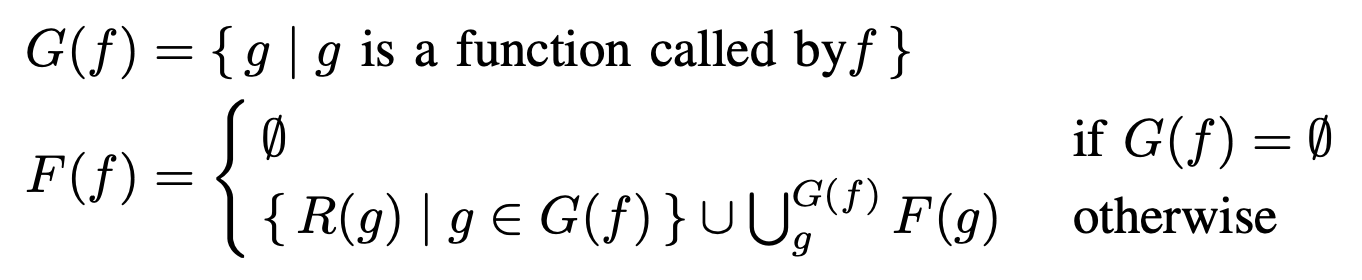 G(f) = { g | g is a function called byf }
F(f) = { ∅ if G(f) = ∅
{ R(g) | g ∈ G(f) } ∪ ⋃_g^{G(f)} F(g) otherwise